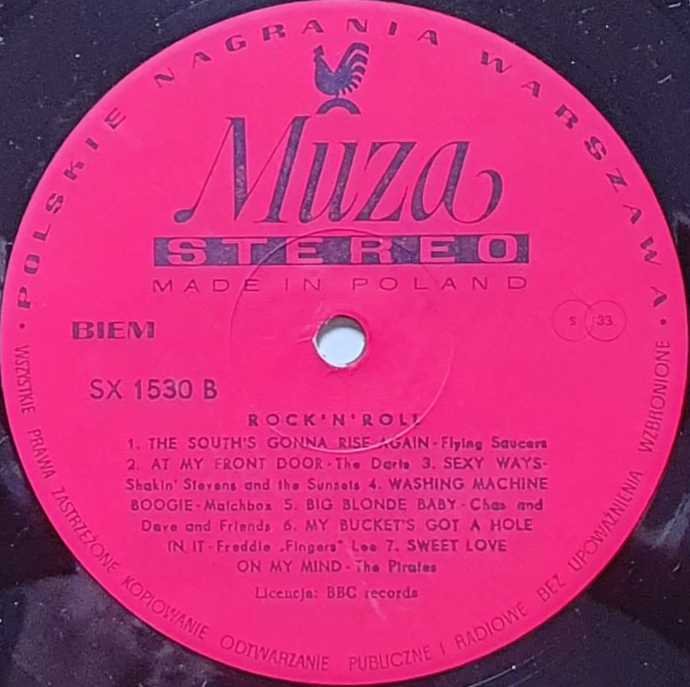 • POLSKIE NAGRANIA WARSZAWA •
Muza
STEREO
MADE IN POLAND
BIEM
S 33
SX 1530 B
ROCK'N'ROLL
1. THE SOUTH'S GONNA RISE AGAIN - Flying Saucers
2. AT MY FRONT DOOR - The Darts 3. SEXY WAYS-
Shakin' Stevens and the Sunsets 4. WASHING MACHINE
BOOGIE - Matchbox 5. BIG BLONDE BABY - Chas and
Dave and Friends 6. MY BUCKET'S GOT A HOLE
IN IT - Freddie „Fingers" Lee 7. SWEET LOVE
ON MY MIND - The Pirates
Licencja: BBC records
WSZYSTKIE PRAWA ZASTRZEŻONE KOPIOWANIE ODTWARZANIE PUBLICZNE I RADIOWE BEZ UPOWAŻNIENIA WZBRONIONE